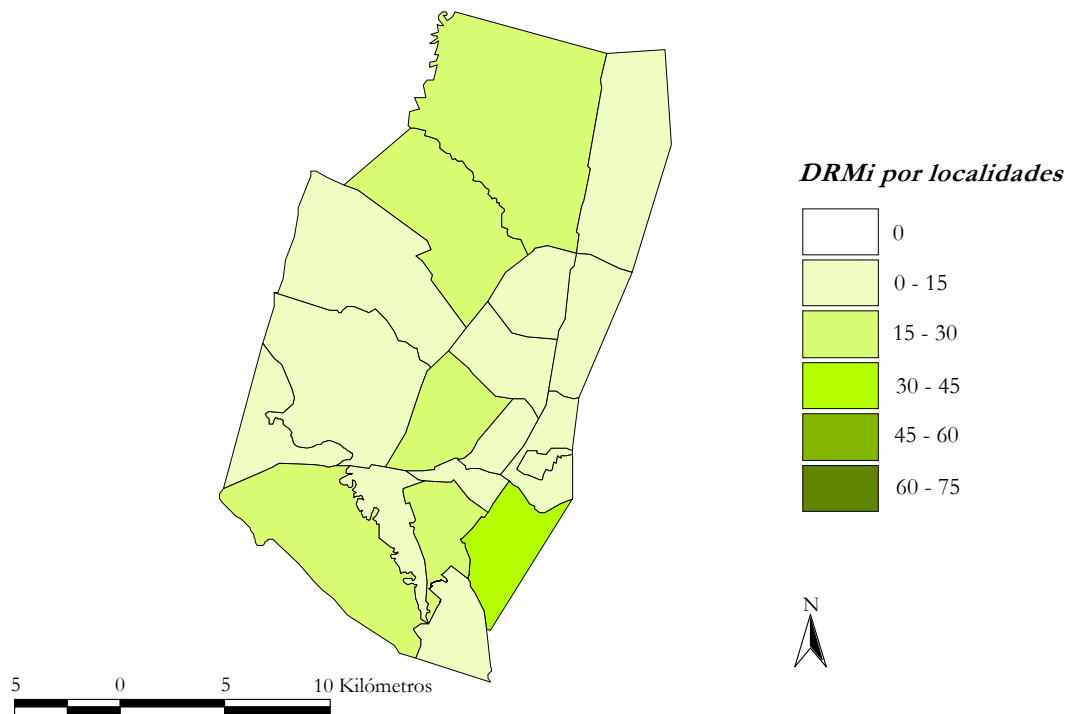 DRMi por localidades
0
0 - 15
15 - 30
30 - 45
45 - 60
60 - 75
N
5 0 5 10 Kilómetros